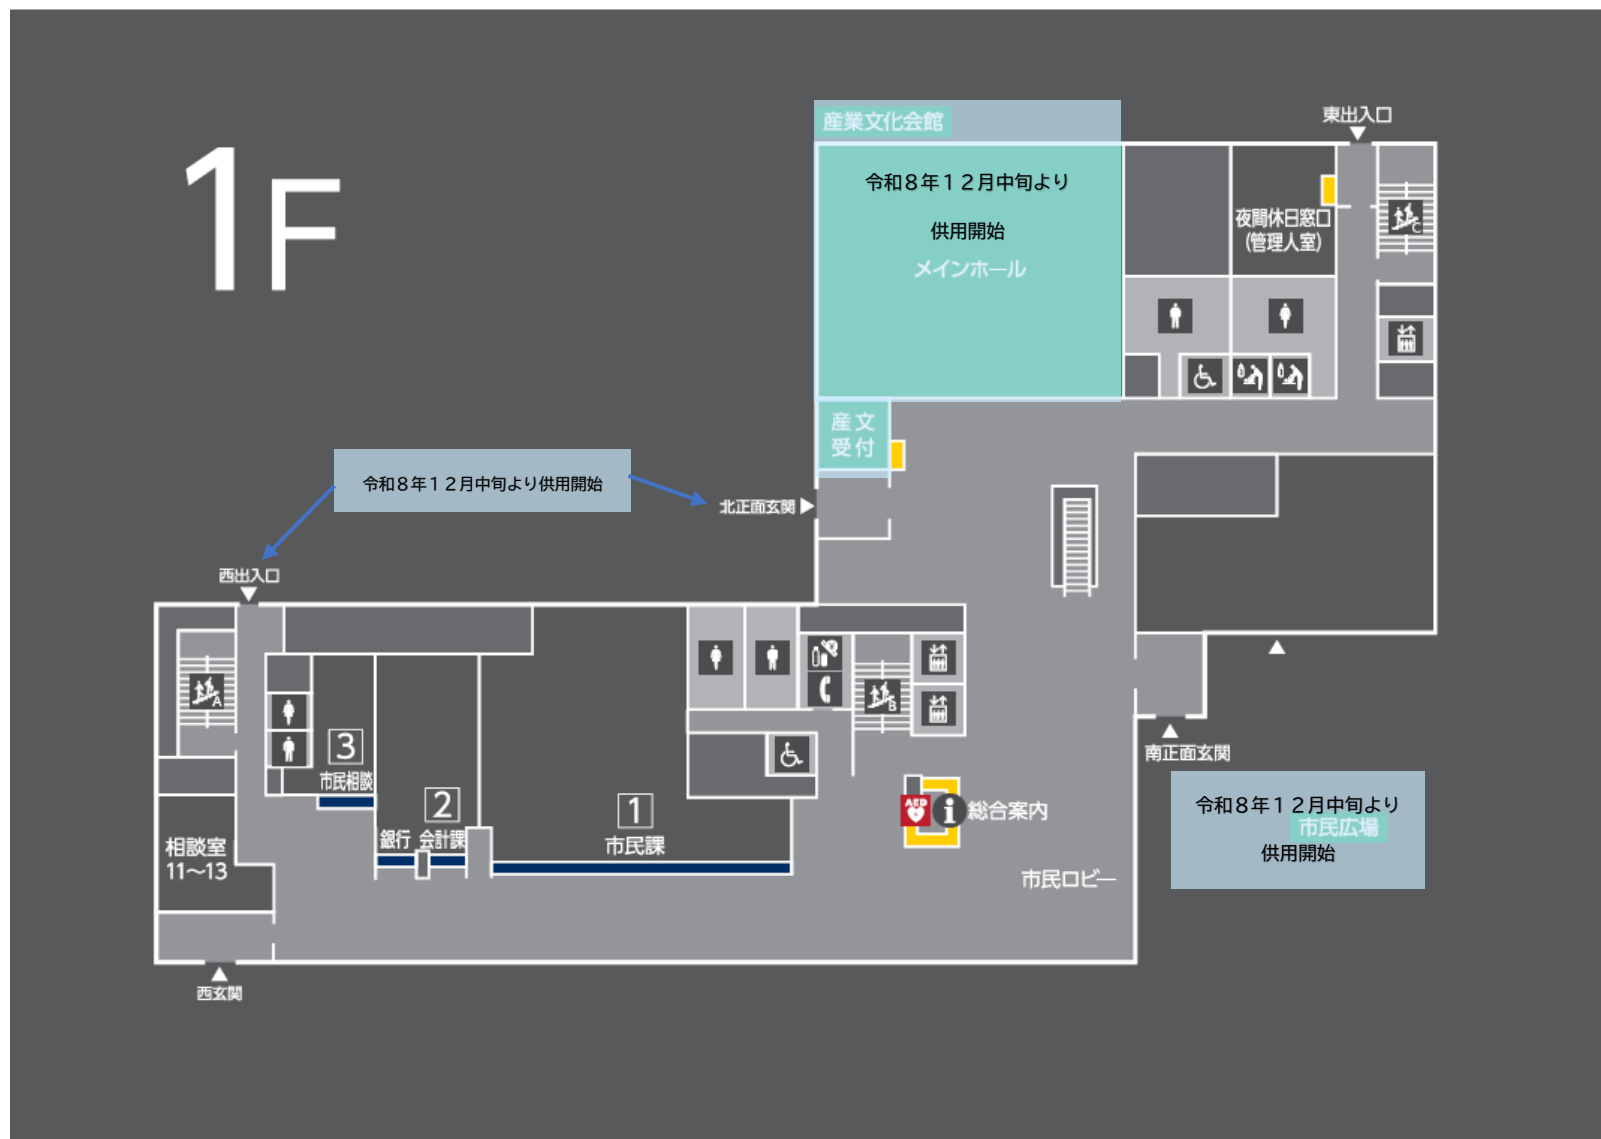 1F
産業文化会館
令和8年12月中旬より
供用開始
メインホール
東出入口
夜間休日窓口
(管理人室)
C
産文
受付
令和8年12月中旬より供用開始
北正面玄関
西出入口
A
B
3
市民相談
2
銀行 会計課
1
市民課
相談室
11~13
AED
i
総合案内
市民ロビー
南正面玄関
令和8年12月中旬より
市民広場
供用開始
西玄関